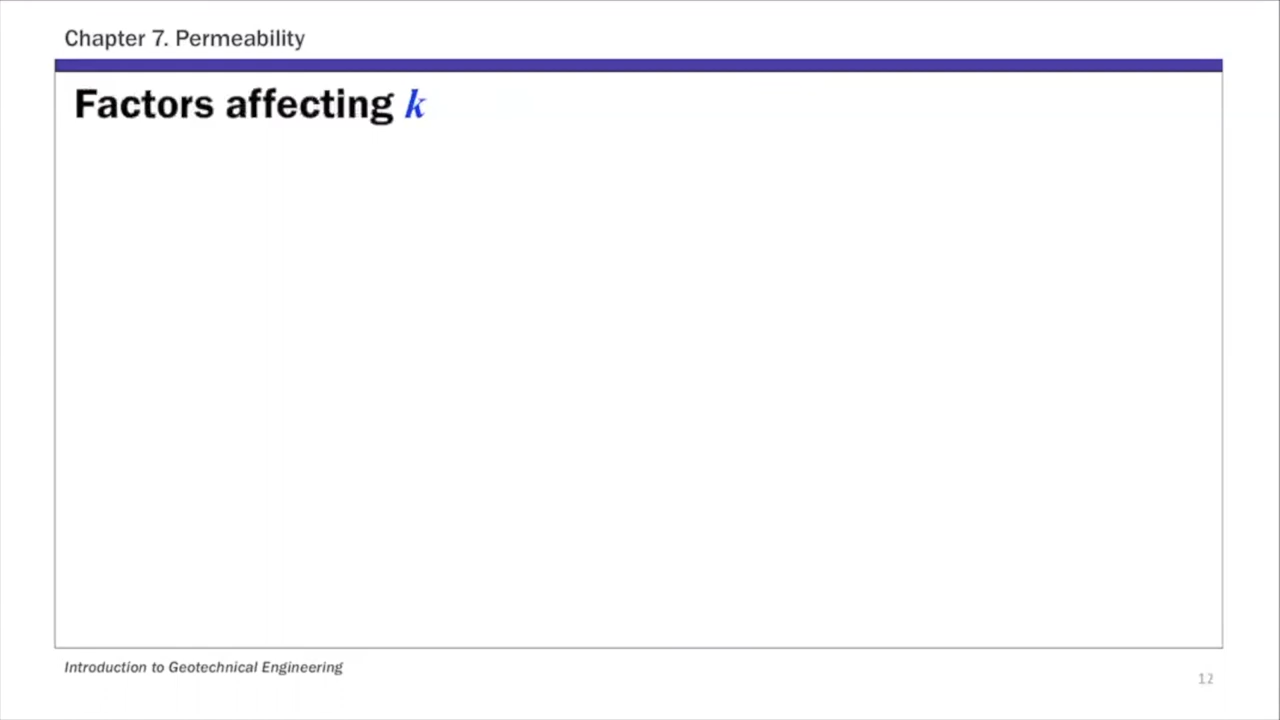 Chapter 7. Permeability
Factors affecting k
Introduction to Geotechnical Engineering
12